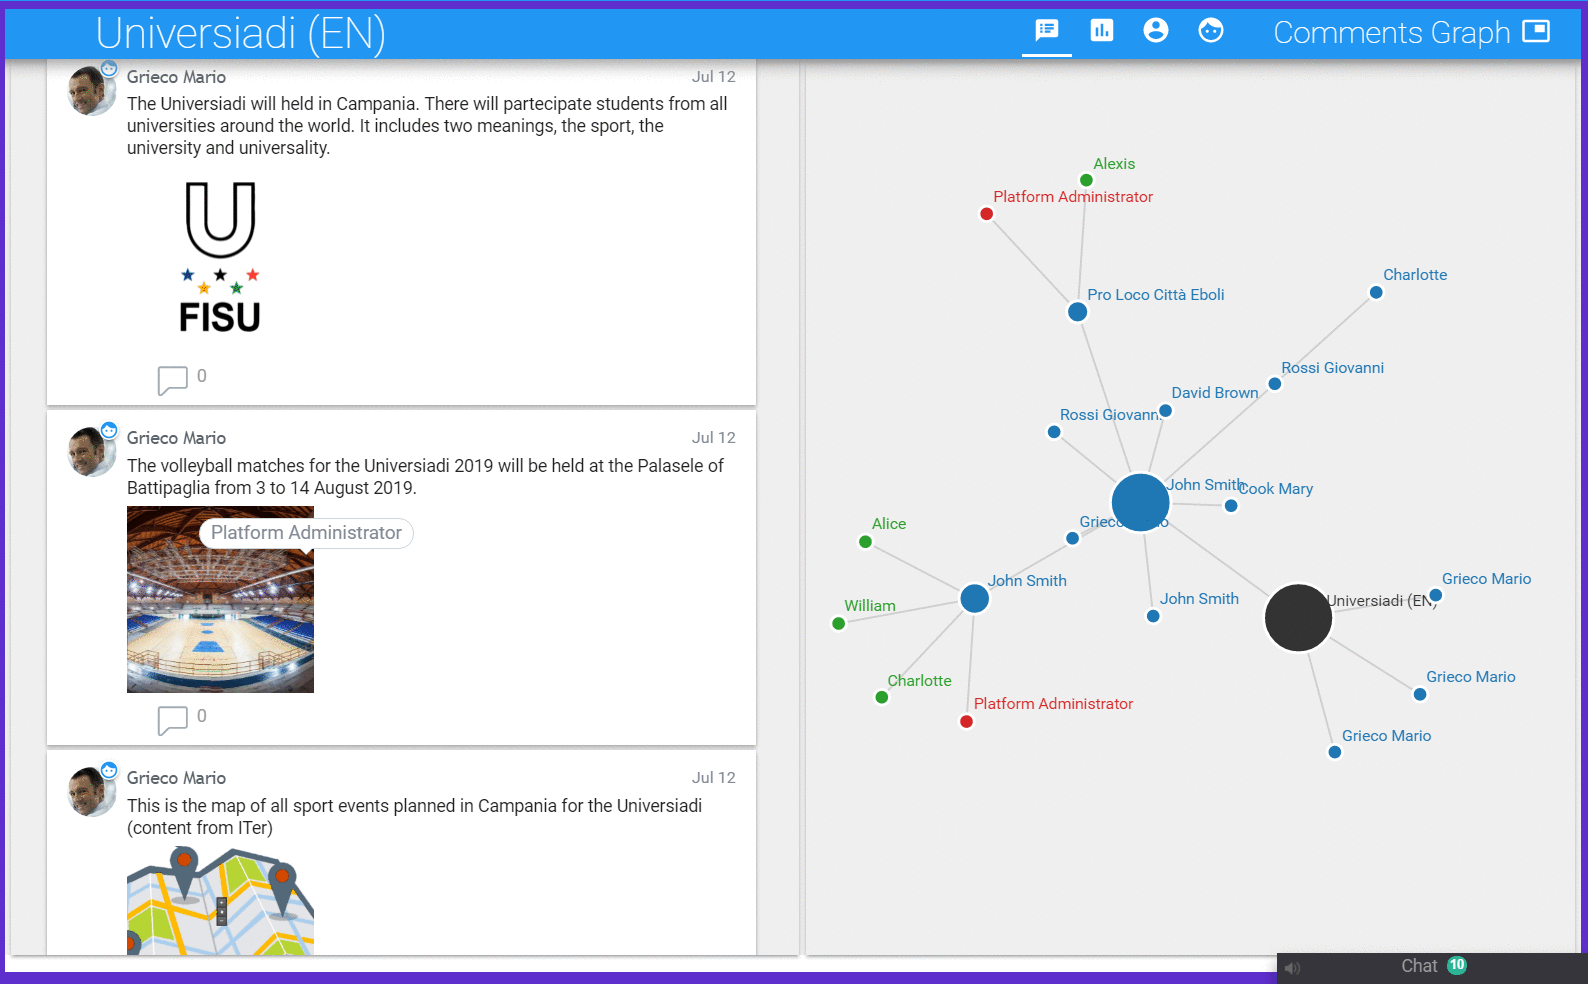 Universiadi (EN)
Comments Graph
Grieco Mario
Jul 12
The Universiadi will held in Campania. There will partecipate students from all
universities around the world. It includes two meanings, the sport, the
university and universality.
U
FISU
0
Grieco Mario
Jul 12
The volleyball matches for the Universiadi 2019 will be held at the Palasele of
Battipaglia from 3 to 14 August 2019.
Platform Administrator
0
Grieco Mario
Jul 12
This is the map of all sport events planned in Campania for the Universiadi
(content from ITer)
Alexis
Platform Administrator
Charlotte
Pro Loco Città Eboli
Rossi Giovanni
David Brown
Rossi Giovanni
John Smith
Cook Mary
Alice
Grieco
John Smith
Grieco Mario
William
John Smith
Universiadi (EN)
Charlotte
Grieco Mario
Platform Administrator
Grieco Mario
Chat 10